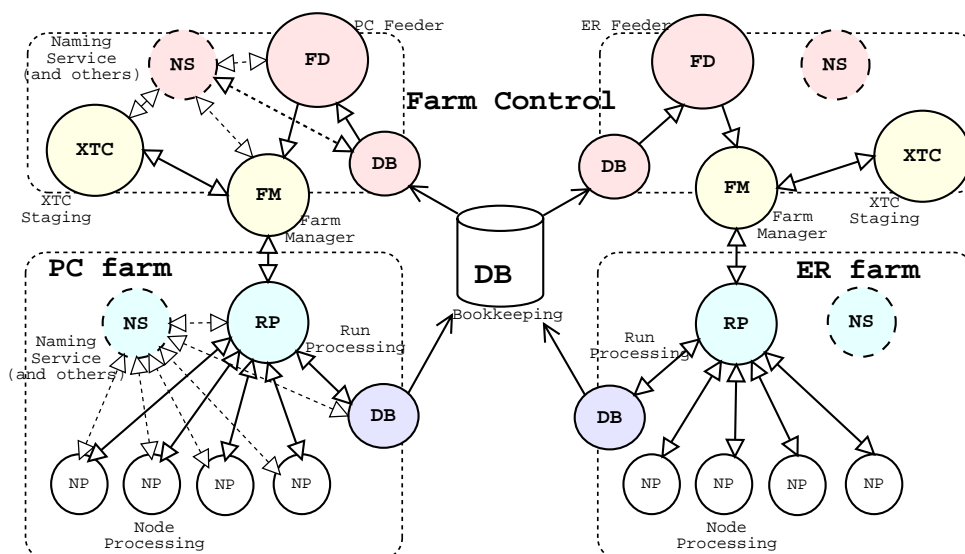 PC Feeder
ER Feeder
Naming
Service
(and others)
NS
FD
FD
NS
Farm Control
XTC
DB
DB
XTC
FM
FM
XTC
Staging
Farm
Manager
Farm
Manager
XTC
Staging
PC farm
DB
ER farm
NS
RP
Bookkeeping
RP
NS
Naming
Service
(and others)
Run
Processing
Run
Processing
DB
DB
NP
NP
NP
NP
NP
NP
NP
NP
Node
Processing
Node
Processing